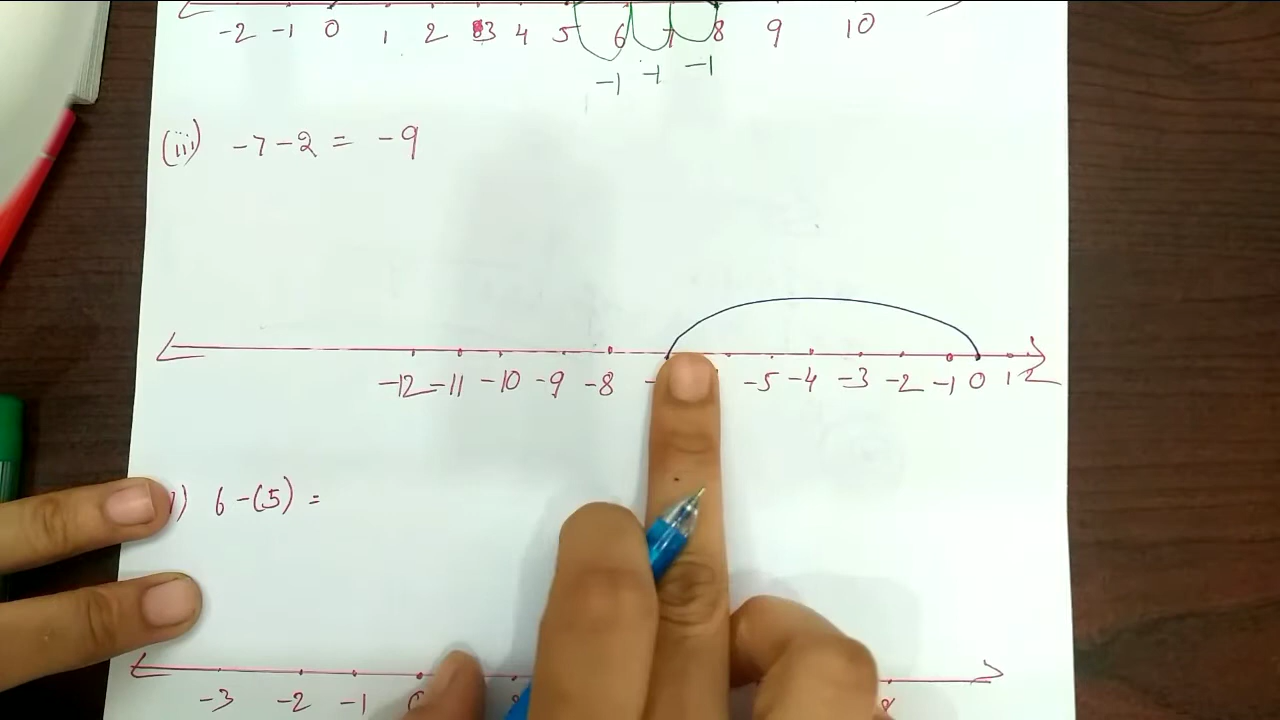 -2 -1 0 1 2 3 4 5 6 7 8 9 10
-1 -1 -1
(iii) -7-2 = -9
-12 -11 -10 -9 -8 -5 -4 -3 -2 -1 0 1 2
6-(5) =
-3 -2 -1